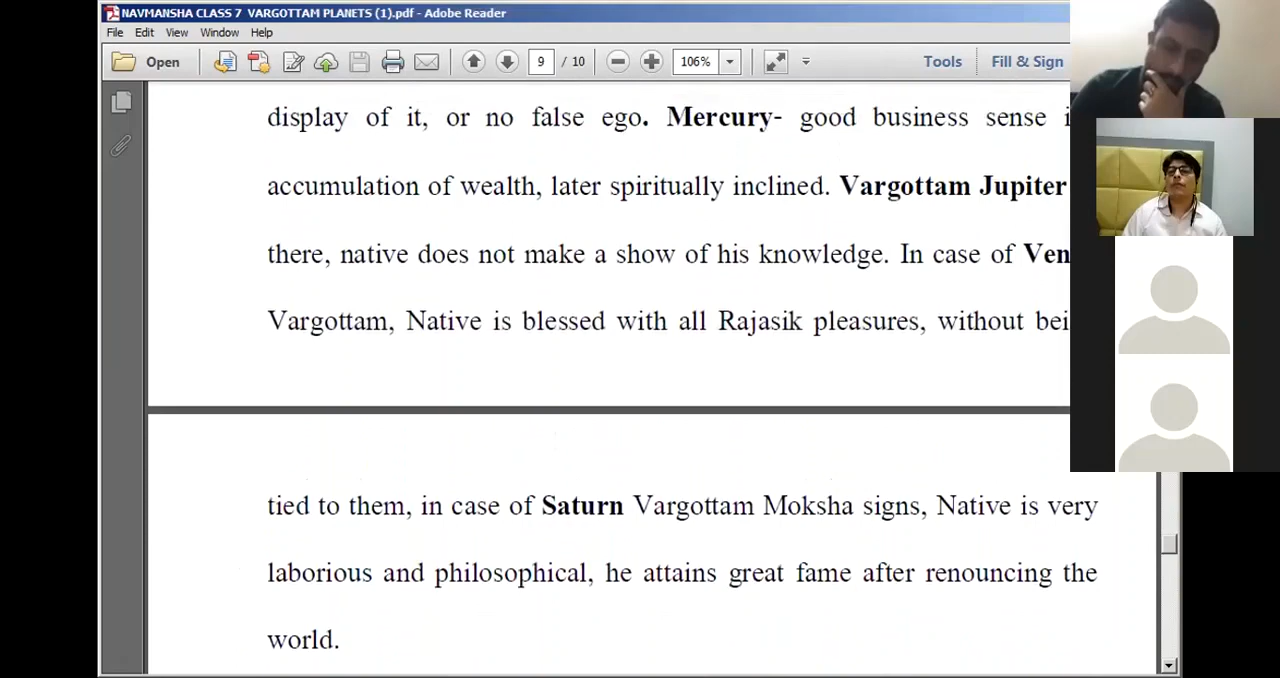 NAVMANSHA CLASS 7 VARGOTTAM PLANETS (1).pdf - Adobe Reader
File Edit View Window Help
Open 9 / 10 106% Tools Fill & Sign
display of it, or no false ego. Mercury- good business sense
accumulation of wealth, later spiritually inclined. Vargottam Jupiter
there, native does not make a show of his knowledge. In case of
Vargottam, Native is blessed with all Rajasik pleasures, without
tied to them, in case of Saturn Vargottam Moksha signs, Native is very
laborious and philosophical, he attains great fame after renouncing the
world.